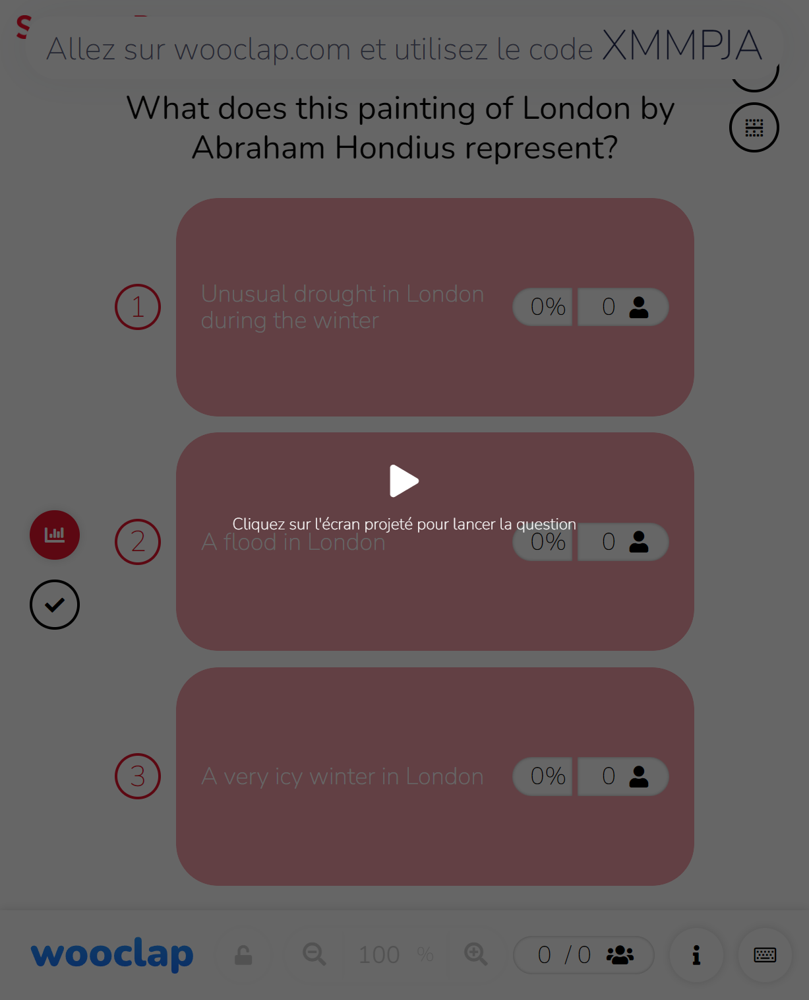 Allez sur wooclap.com et utilisez le code XMMPJA
What does this painting of London by
Abraham Hondius represent?
1
Unusual drought in London
during the winter
0%
0
Cliquez sur l'écran projeté pour lancer la question
2
A flood in London
0%
0
3
A very icy winter in London
0%
0
wooclap
100 %
0 / 0